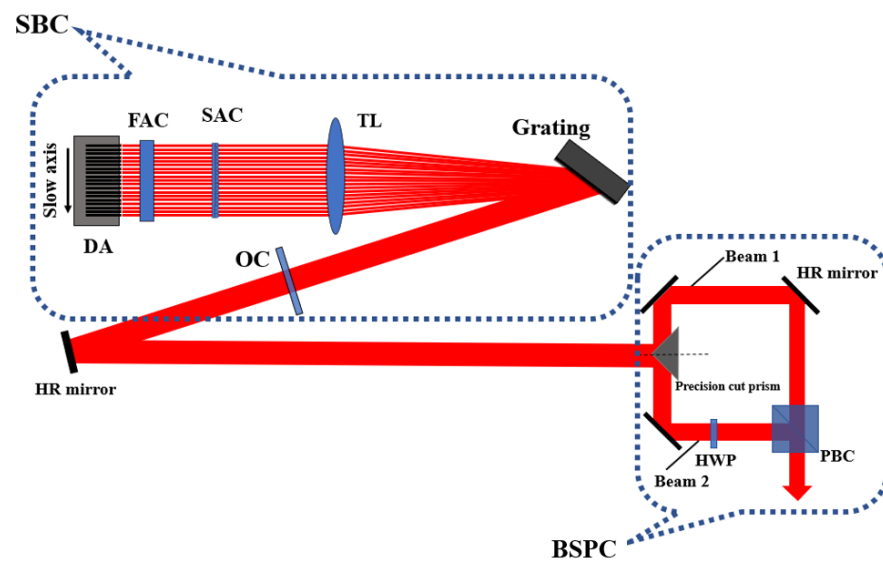 SBC
FAC
SAC
TL
Grating
Slow axis
DA
OC
Beam 1
HR mirror
HR mirror
Precision cut prism
HWP
PBC
Beam 2
BSPC